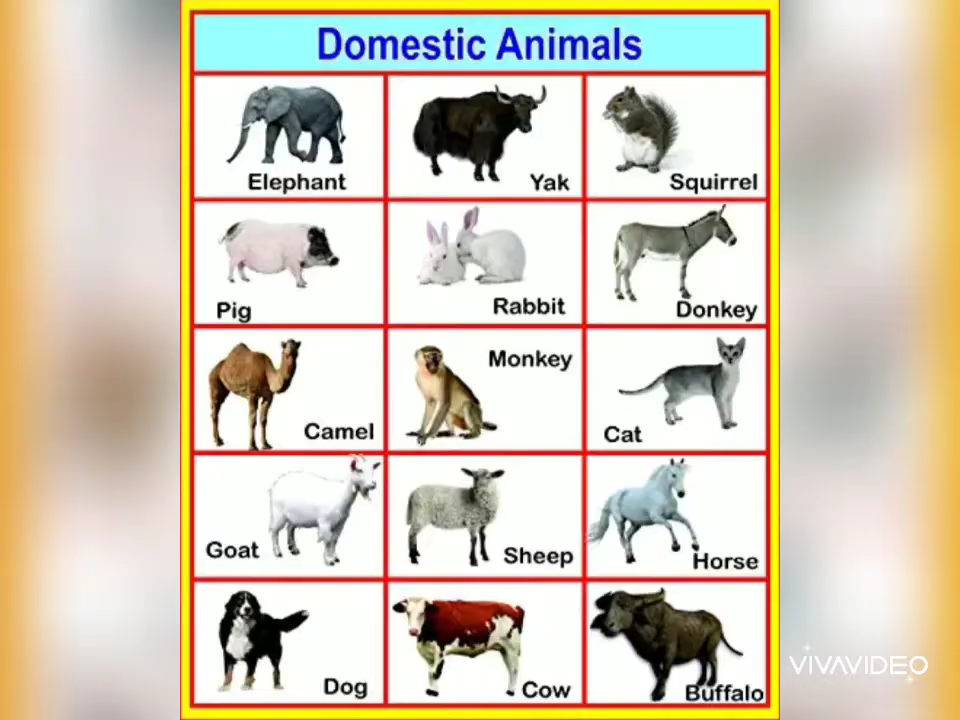 Domestic Animals
Elephant
Yak
Squirrel
Pig
Rabbit
Donkey
Camel
Monkey
Cat
Goat
Sheep
Horse
Dog
Cow
Buffalo
VIVAVIDEO